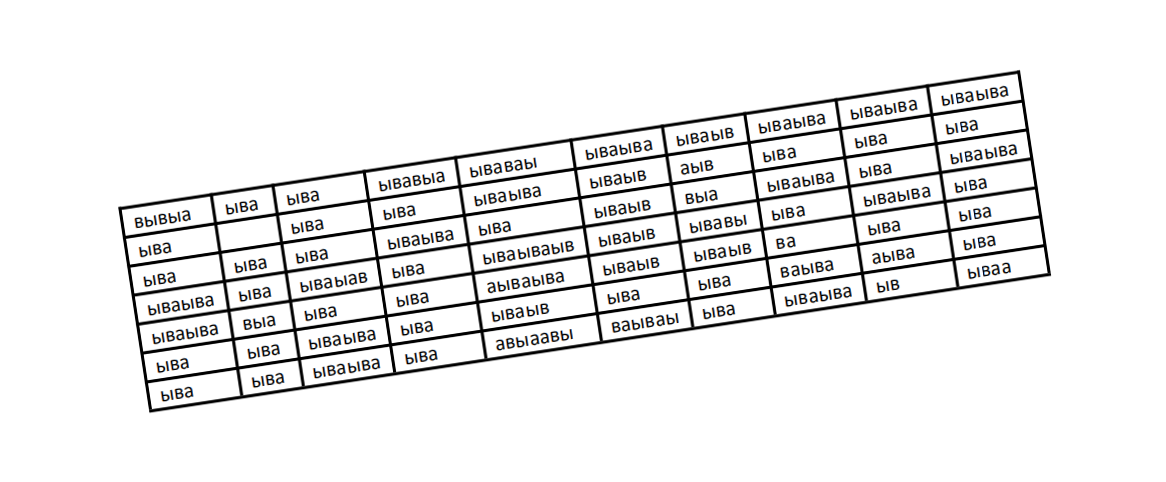 вывыа ыва ыва ывавыа ываваы ываыва ываыв ываыва ываыва ываыва
ыва ыва ыва ываыва ываыв аыв ыва ыва ыва
ыва ыва ыва ываыва ыва ываыв выа ываыва ыва ываыва
ываыва ыва ываыав ыва ываываыв ываыв ывавы ыва ываыва ыва
ываыва выа ыва ыва аываыва ываыв ываыв ва ыва ыва
ыва ыва ываыва ыва ываыв ыва ыва ваыва аыва ыва
ыва ыва ываыва ыва авыаавы ваываы ыва ываыва ыв ываа